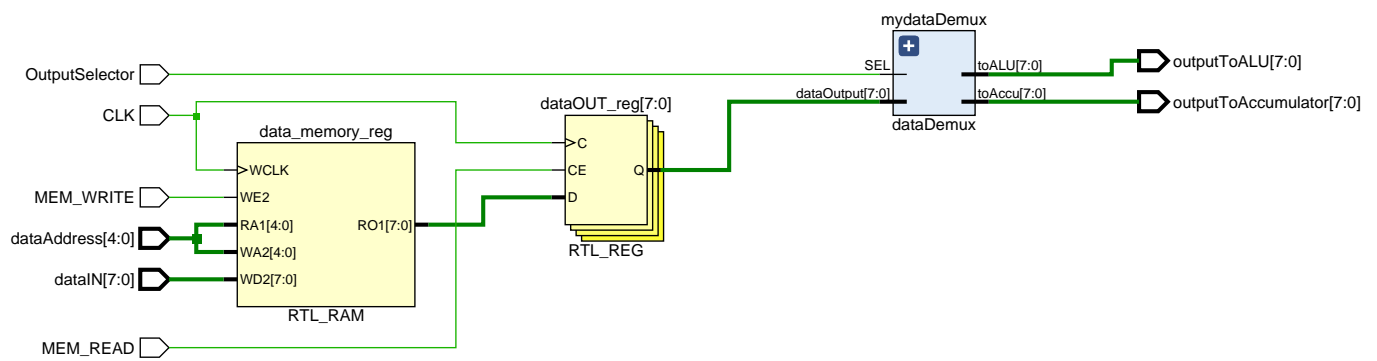 mydataDemux
OutputSelector
SEL
toALU[7:0]
outputToALU[7:0]
dataOutput[7:0]
toAccu[7:0]
outputToAccumulator[7:0]
dataDemux
CLK
dataOUT_reg[7:0]
data_memory_reg
C
WCLK
CE
Q
MEM_WRITE
WE2
D
dataAddress[4:0]
RA1[4:0]
RO1[7:0]
WA2[4:0]
RTL_REG
dataIN[7:0]
WD2[7:0]
RTL_RAM
MEM_READ